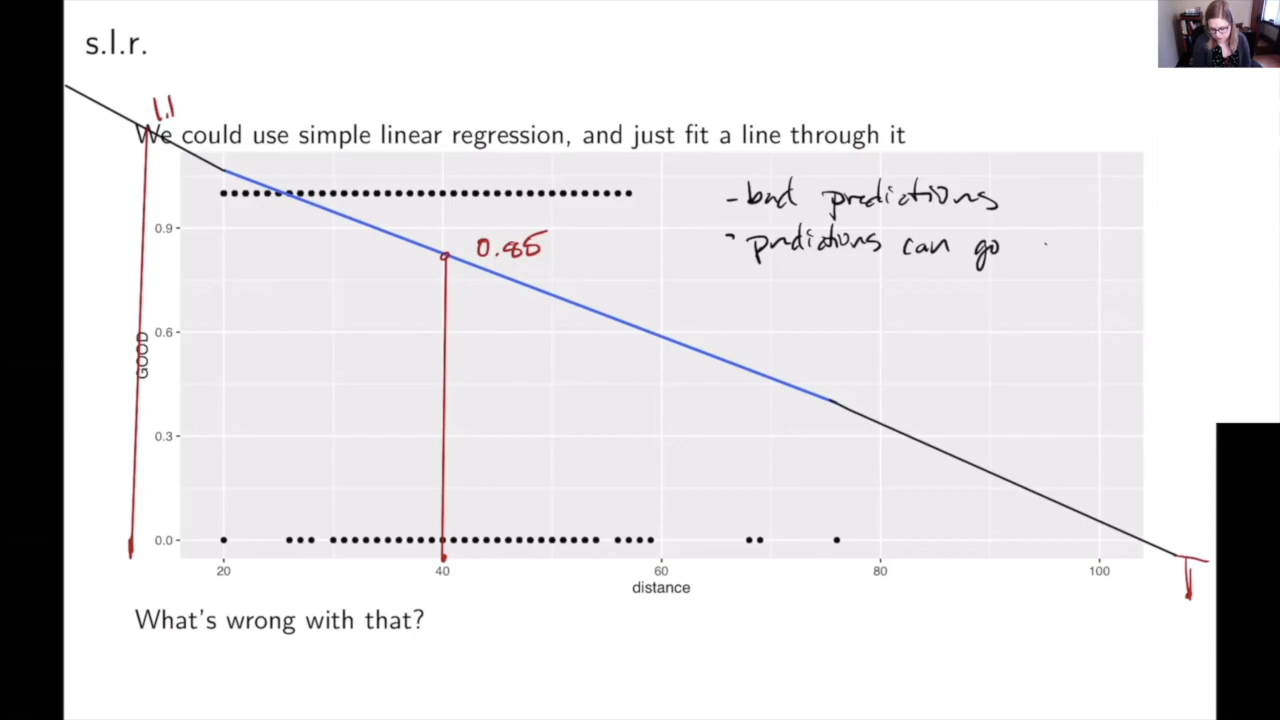 s.l.r.
1.1
We could use simple linear regression, and just fit a line through it
- bad predictions
- predictions can go
0.85
0.9
0.6
GOOD
0.3
0.0
20 40 60 80 100
distance
What's wrong with that?